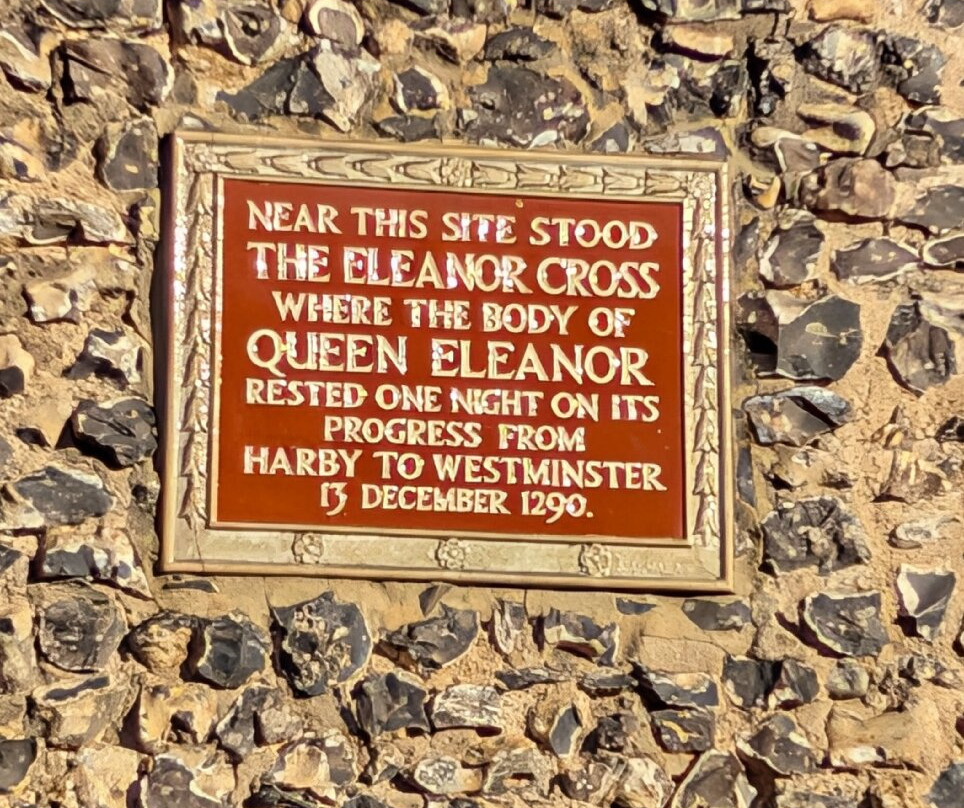 NEAR THIS SITE STOOD
THE ELEANOR CROSS
WHERE THE BODY OF
QUEEN ELEANOR
RESTED ONE NIGHT ON ITS
PROGRESS FROM
HARBY TO WESTMINSTER
13 DECEMBER 1290.